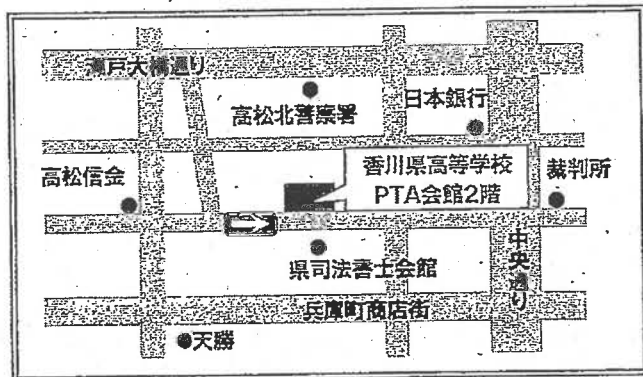 瀬戸大橋通り
高松北警察署
日本銀行
高松信金
香川県高等学校
PTA会館2階
裁判所
県司法書士会館
中央通り
兵庫町商店街
天勝